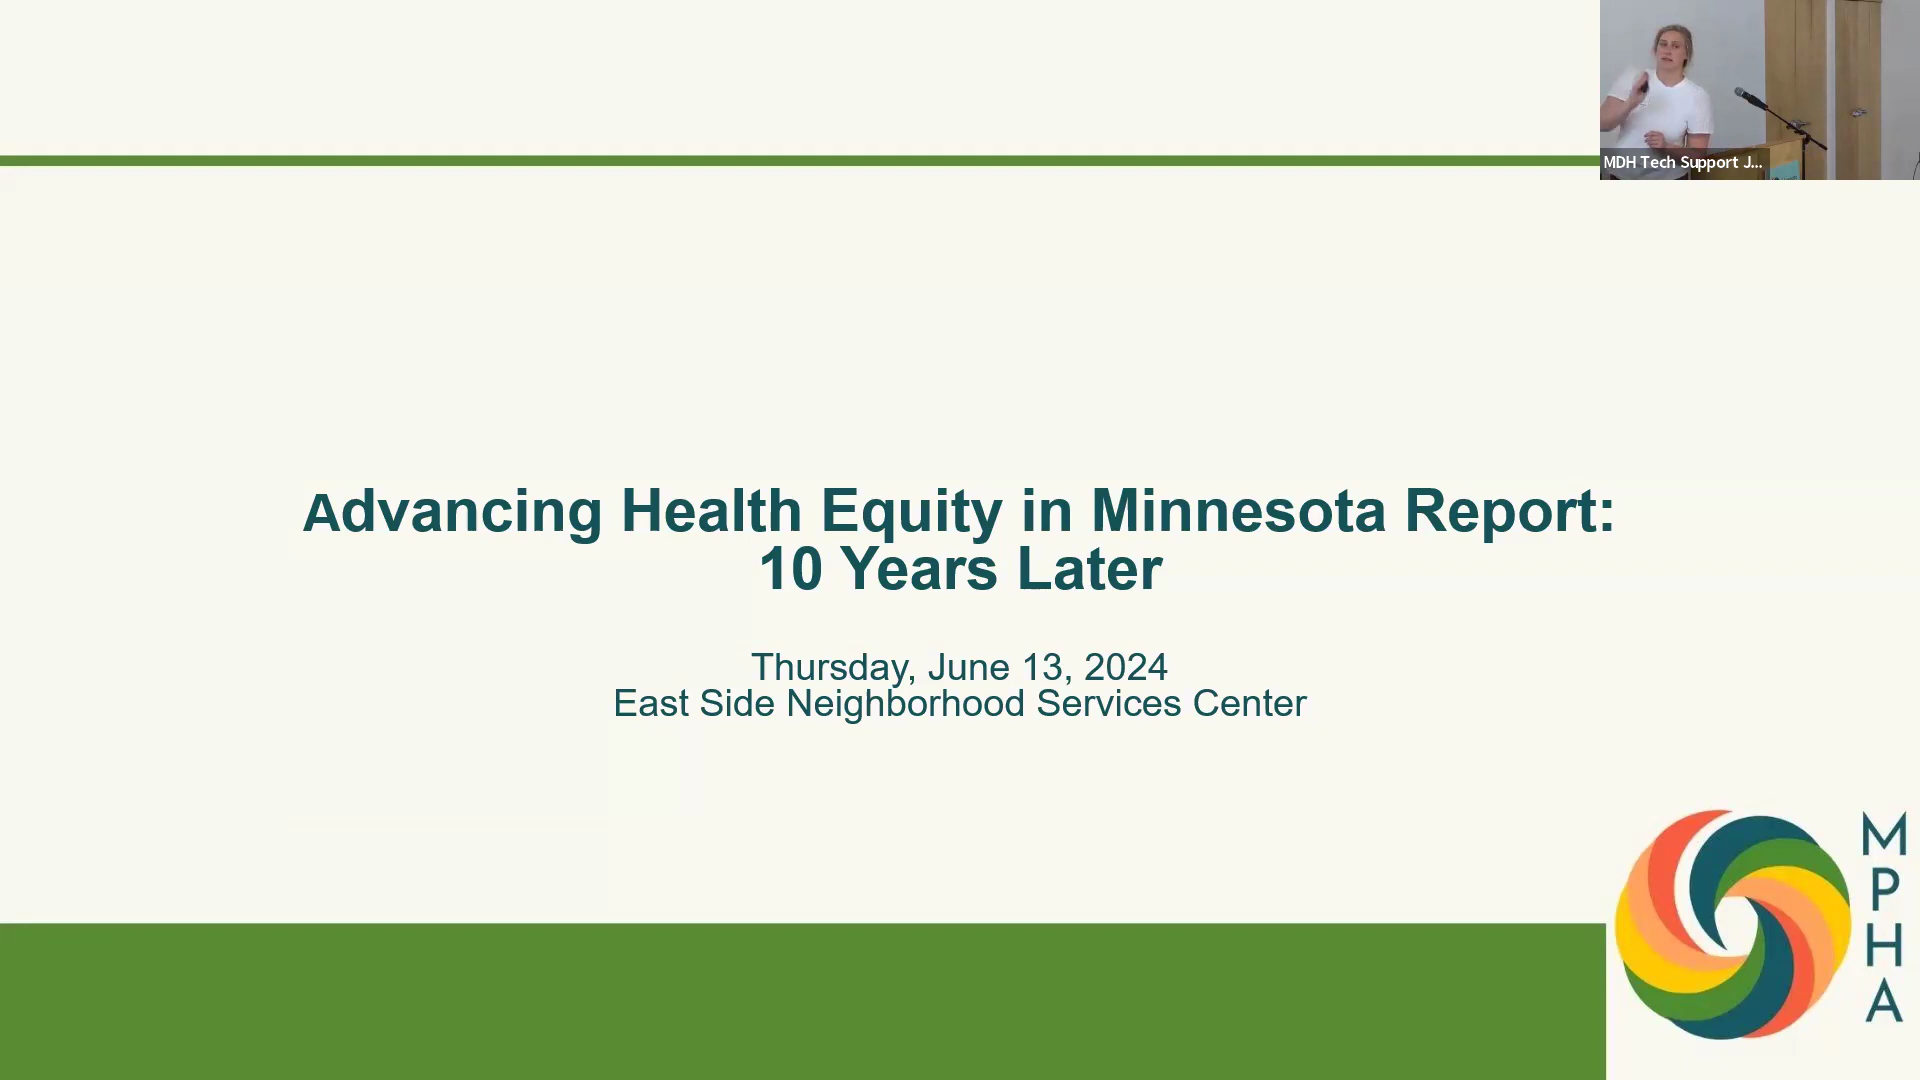 MDH Tech Support J...
Advancing Health Equity in Minnesota Report:
10 Years Later
Thursday, June 13, 2024
East Side Neighborhood Services Center
M
P
H
A